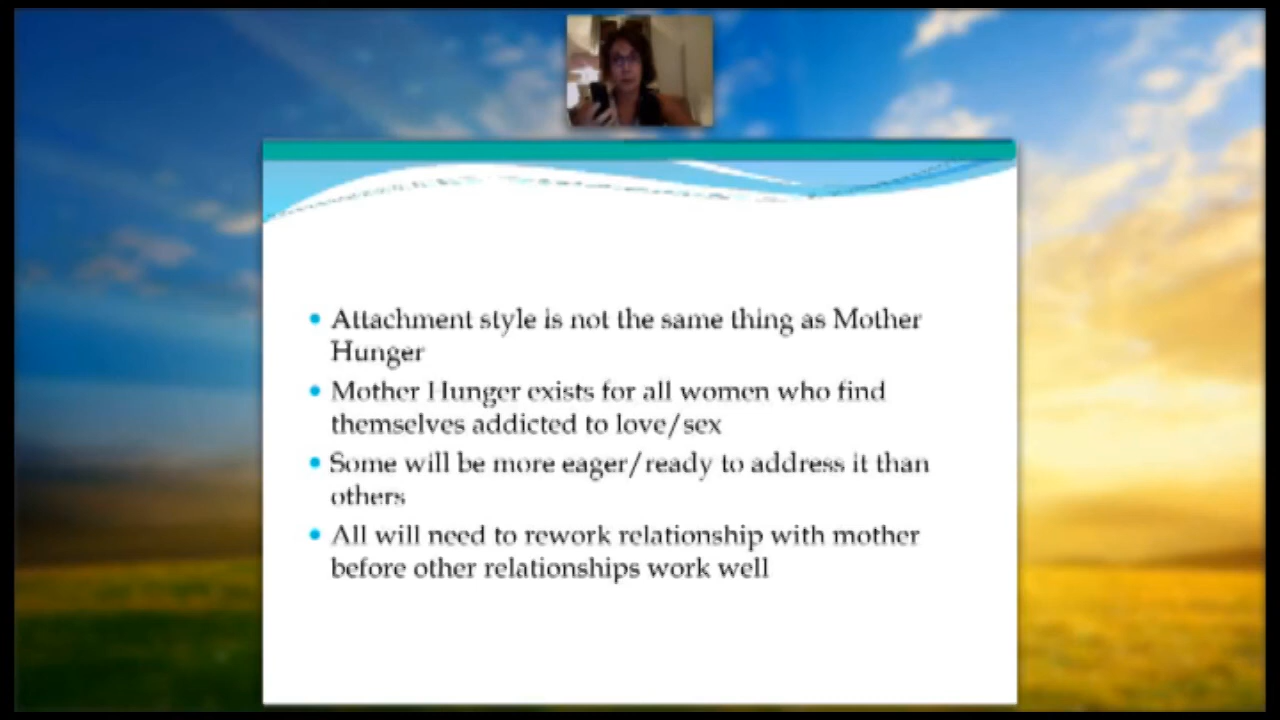 • Attachment style is not the same thing as Mother
Hunger
• Mother Hunger exists for all women who find
themselves addicted to love/sex
• Some will be more eager/ready to address it than
others
• All will need to rework relationship with mother
before other relationships work well